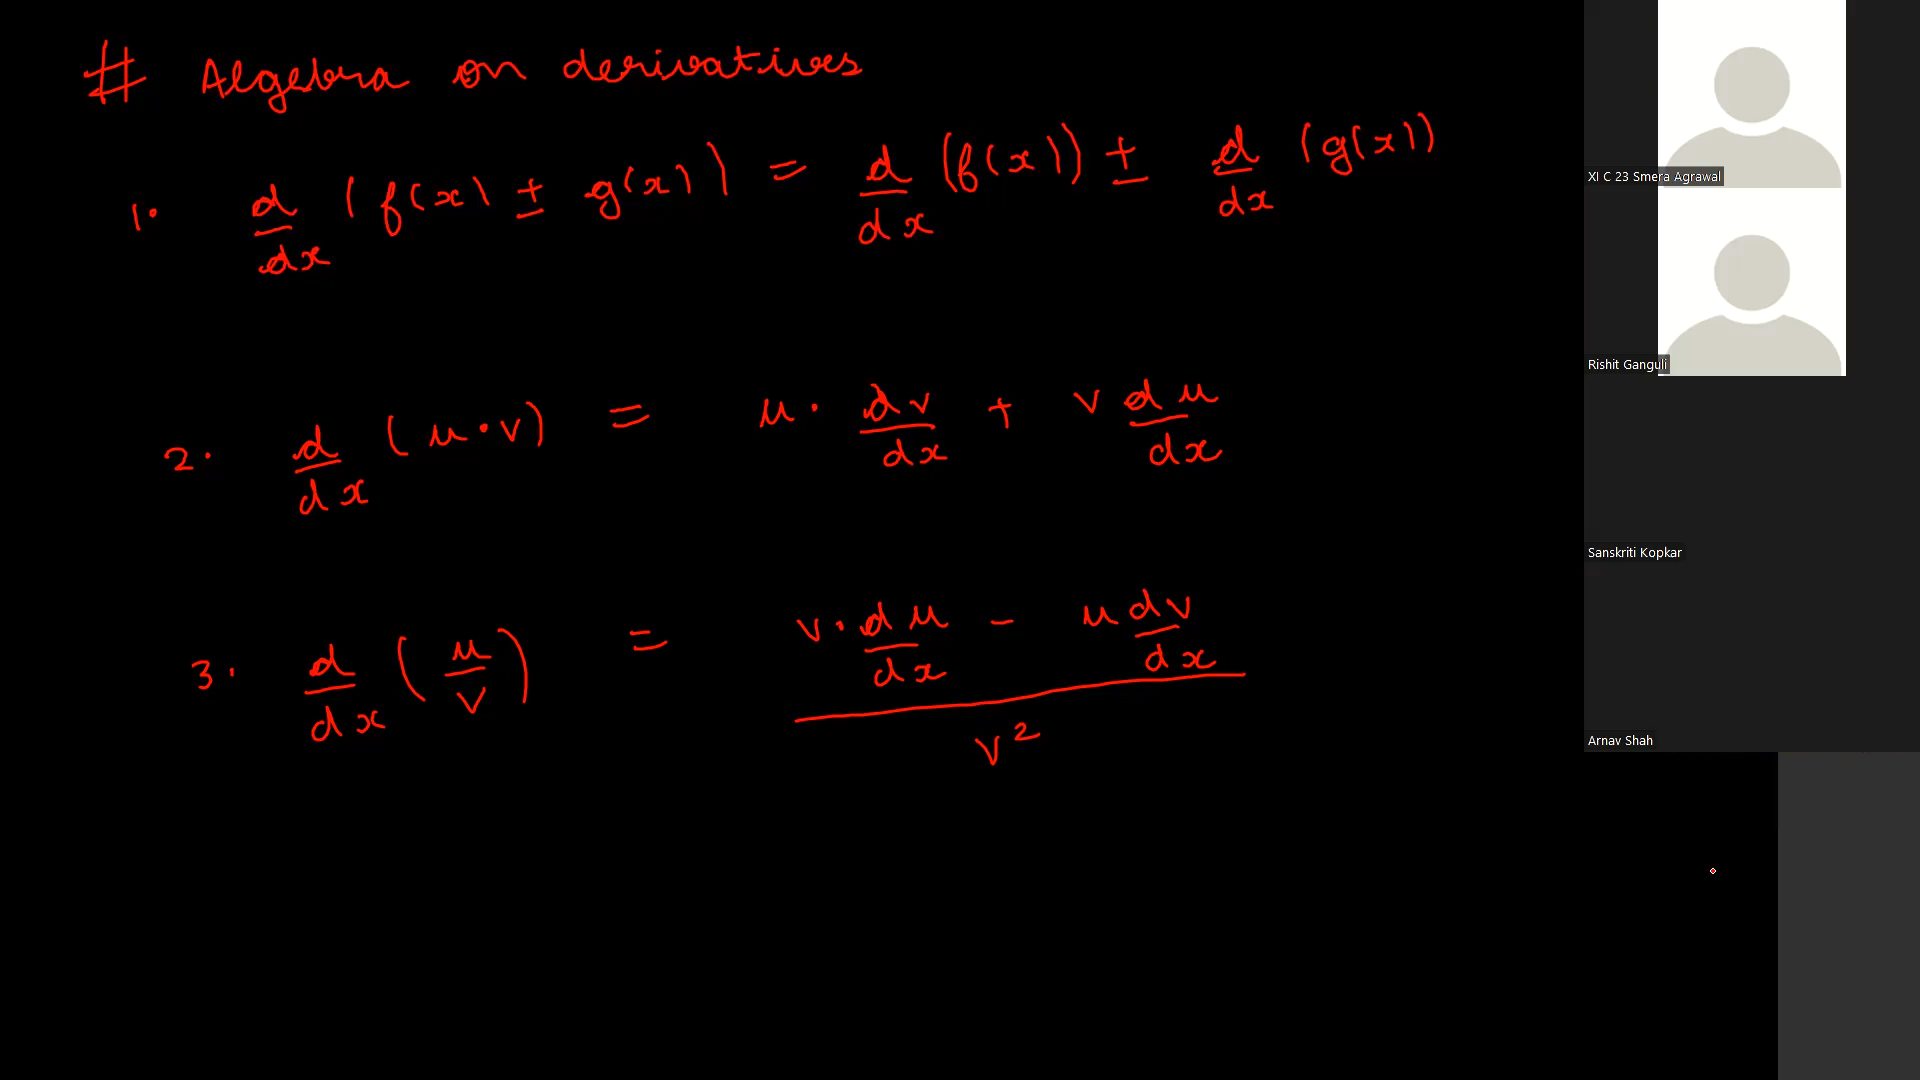 # Algebra on derivatives
1. d/dx (f(x) ± g(x)) = d/dx (f(x)) ± d/dx (g(x))
2. d/dx (u·v) = u· dv/dx + v du/dx
3. d/dx (u/v) = (v· du/dx - u dv/dx) / v²
XI C 23 Smera Agrawal
Rishit Ganguli
Sanskriti Kopkar
Arnav Shah